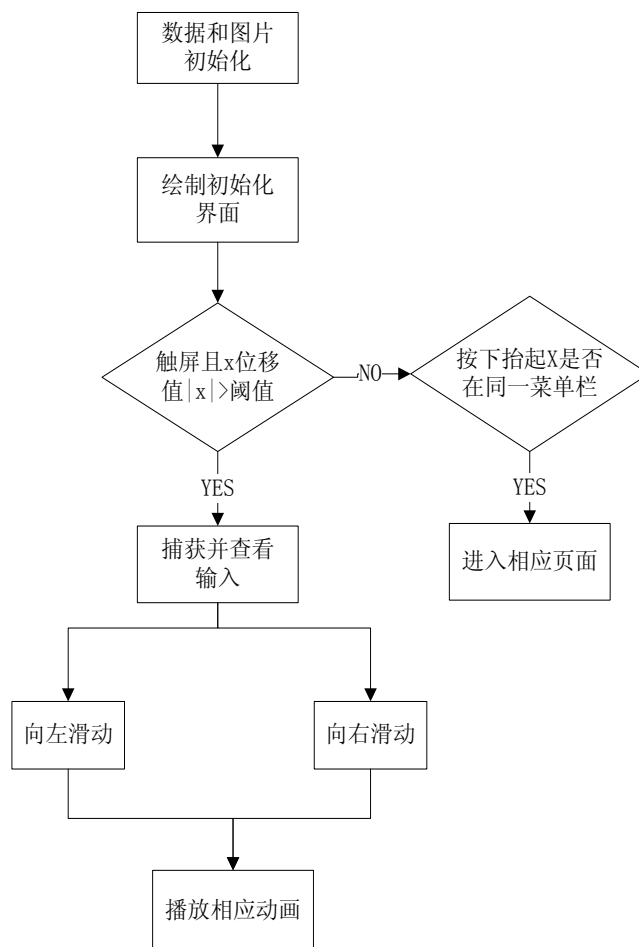 数据和图片
初始化
绘制初始化
界面
触屏且x位移
值|x|>阈值
NO
按下抬起X是否
在同一菜单栏
YES
YES
捕获并查看
输入
进入相应页面
向左滑动
向右滑动
播放相应动画